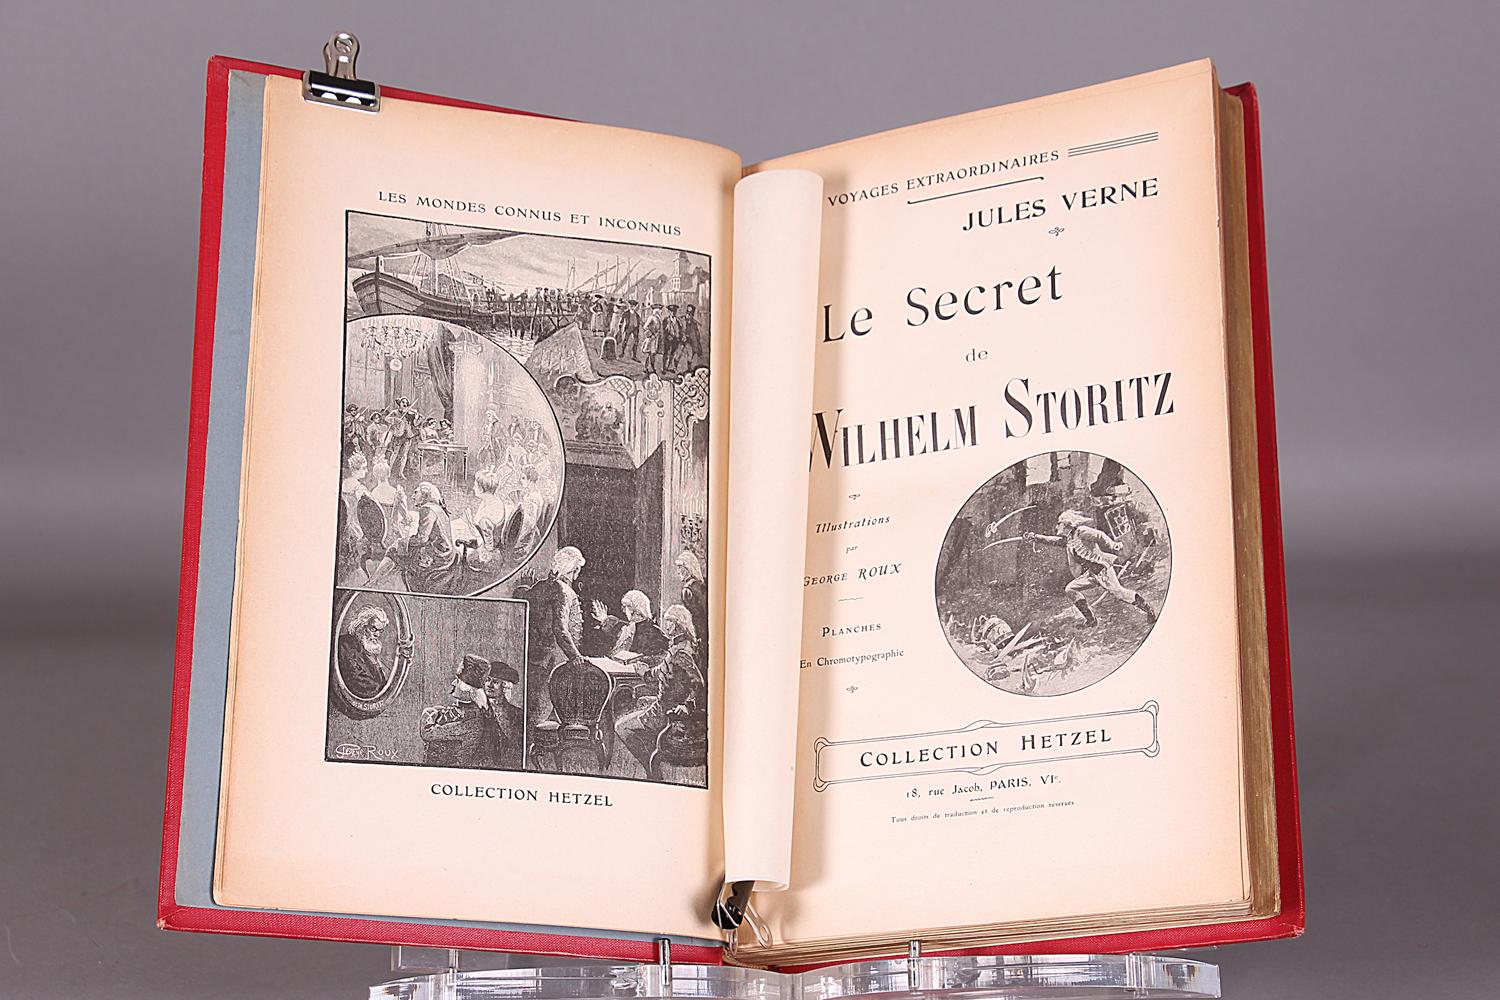 LES MONDES CONNUS ET INCONNUS
GEORGE ROUX
COLLECTION HETZEL
VOYAGES EXTRAORDINAIRES
JULES VERNE
Le Secret
de
WILHELM STORITZ
Illustrations
par
GEORGE ROUX
PLANCHES
En Chromotypographie
COLLECTION HETZEL
18, rue Jacob, PARIS, VIe.
Tous droits de traduction et de reproduction réservés